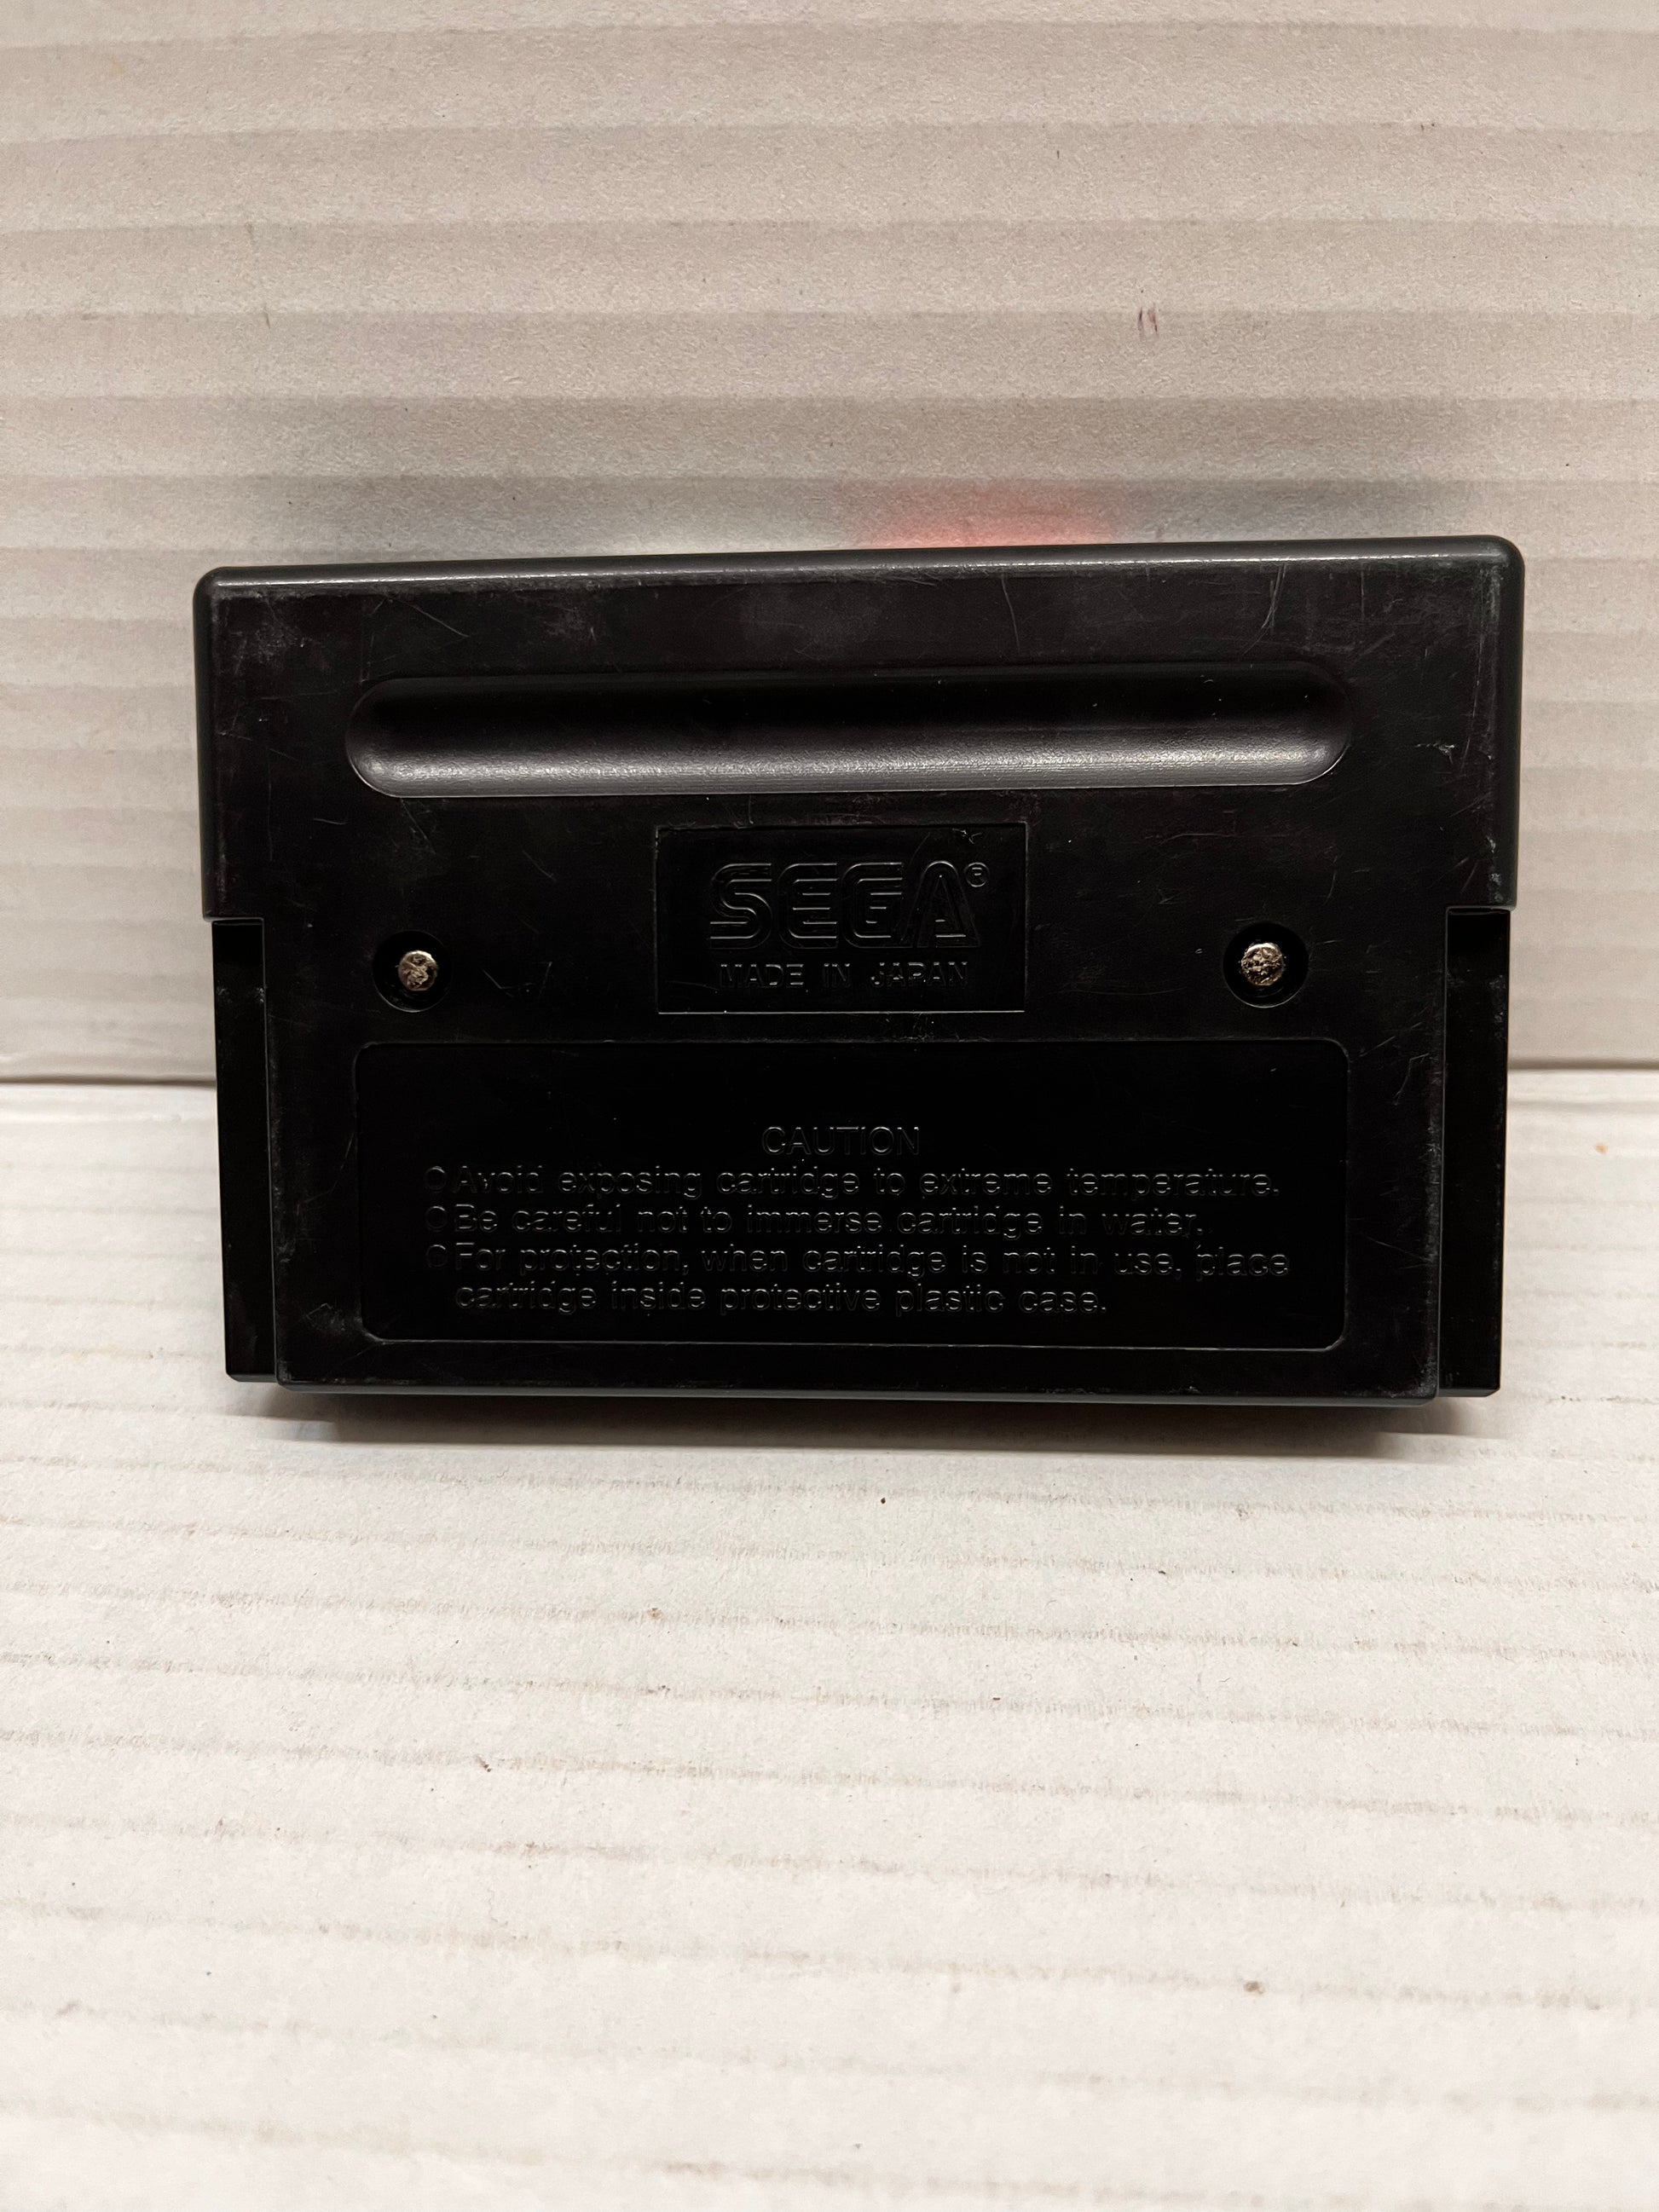 SEGA®
MADE IN JAPAN
CAUTION
○Avoid exposing cartridge to extreme temperature.
○Be careful not to immerse cartridge in water.
○For protection, when cartridge is not in use, place
cartridge inside protective plastic case.